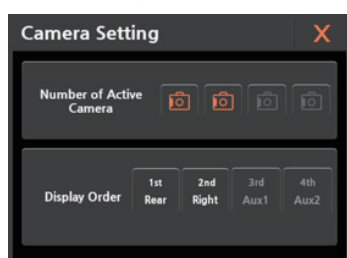 Camera Setting X
Number of Active
Camera
Display Order
1st 2nd 3rd 4th
Rear Right Aux1 Aux2